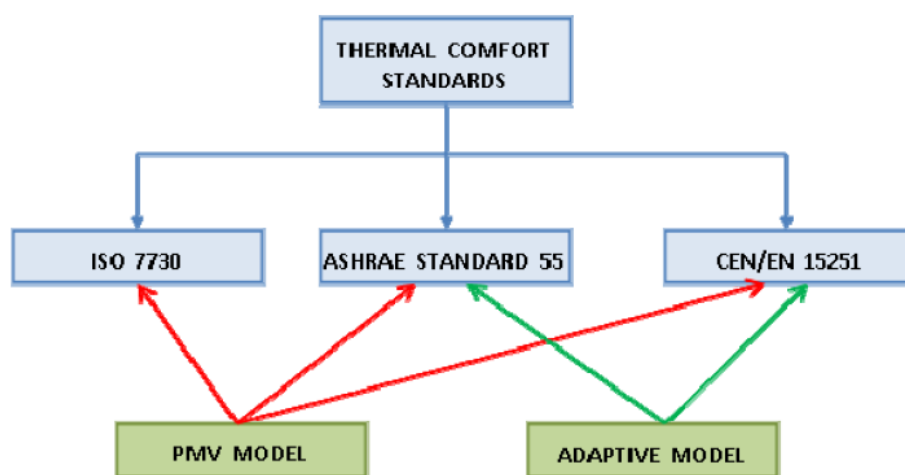 THERMAL COMFORT
STANDARDS
ISO 7730
ASHRAE STANDARD 55
CEN/EN 15251
PMV MODEL
ADAPTIVE MODEL